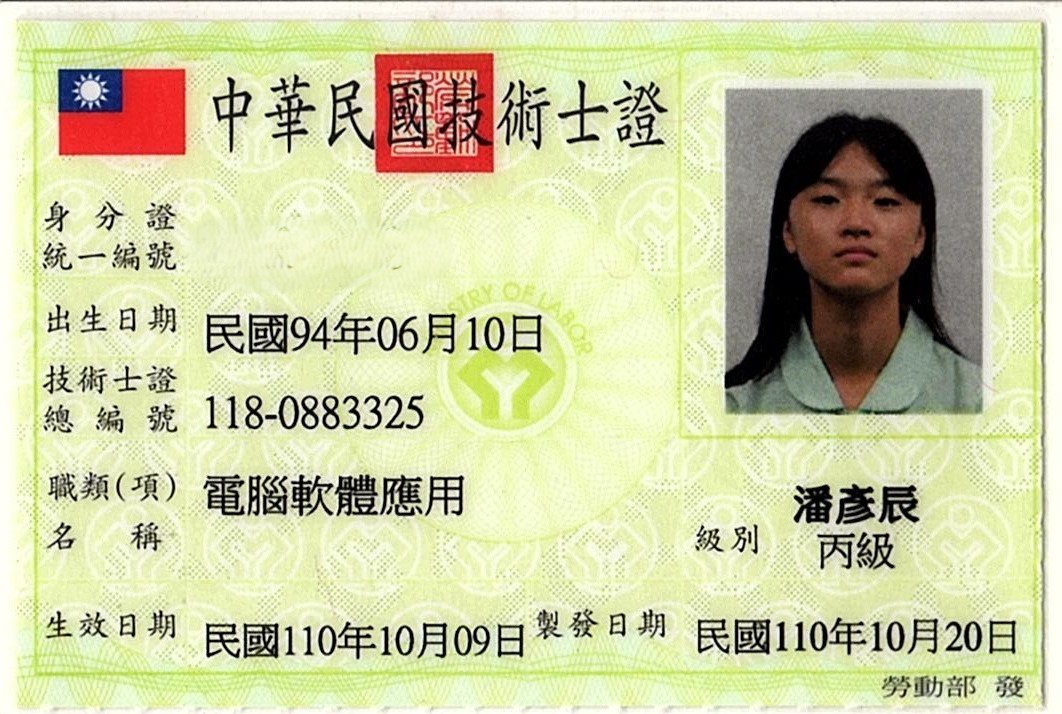 中華民國技術士證
身分證
統一編號
出生日期 民國94年06月10日
MINISTRY OF LABOR
技術士證
總編號 118-0883325
職類(項)
名稱 電腦軟體應用
潘彥辰
級別 丙級
生效日期 民國110年10月09日 製發日期 民國110年10月20日
勞動部 發